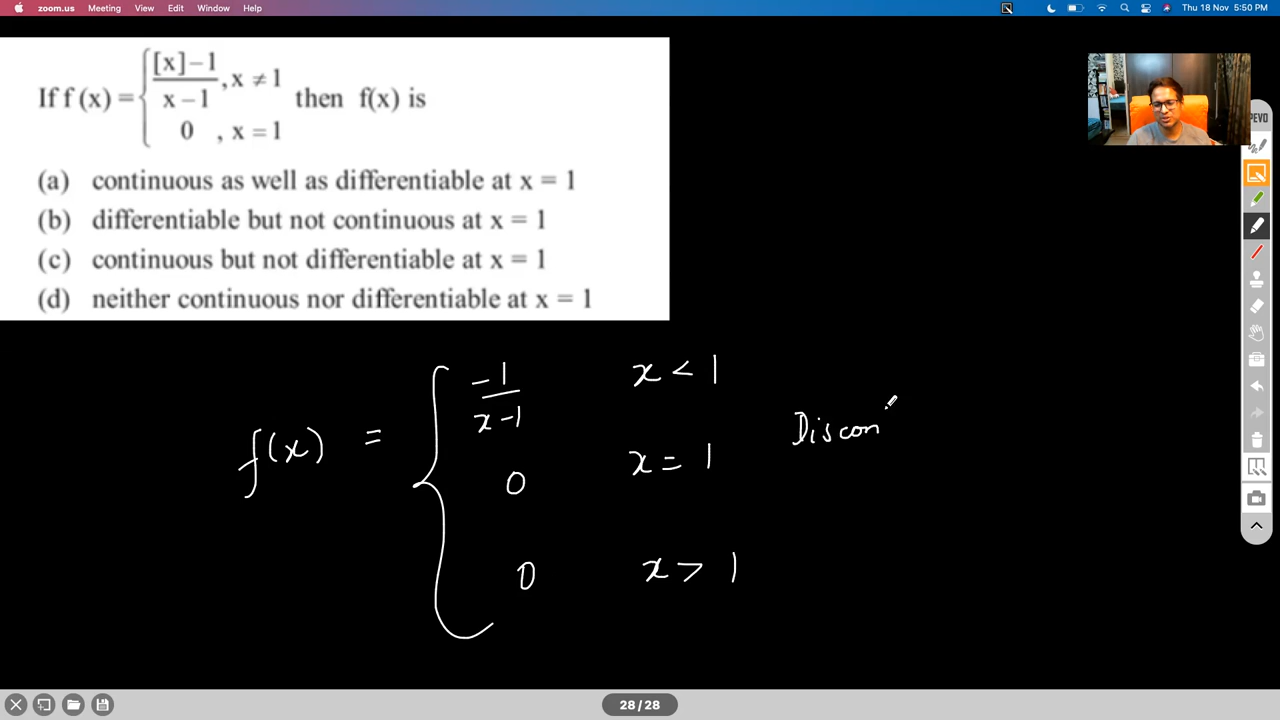 zoom.us Meeting View Edit Window Help Thu 18 Nov 5:50 PM
If f (x) = { [x] – 1 / x – 1 , x ≠ 1
0 , x = 1 then f(x) is
(a) continuous as well as differentiable at x = 1
(b) differentiable but not continuous at x = 1
(c) continuous but not differentiable at x = 1
(d) neither continuous nor differentiable at x = 1
f(x) = { -1 / x-1 x < 1
0 x = 1
0 x > 1
Discon
28 / 28